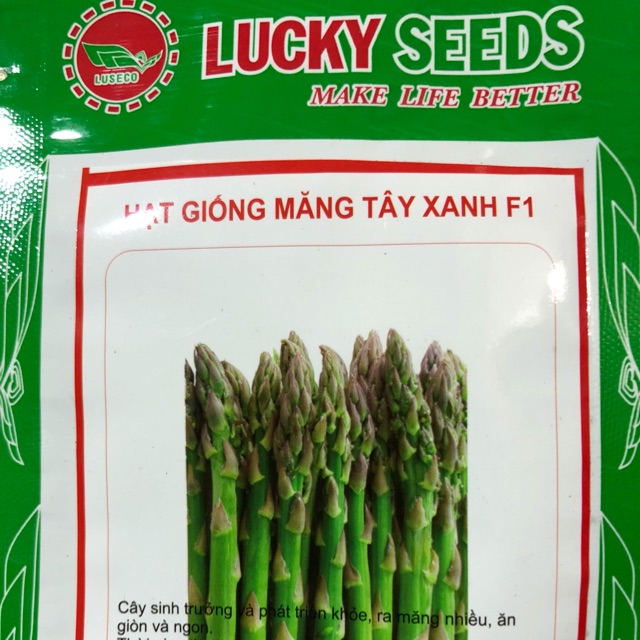 LUSECO
LUCKY SEEDS
MAKE LIFE BETTER
HẠT GIỐNG MĂNG TÂY XANH F1
Cây sinh trưởng và phát triển khỏe, ra măng nhiều, ăn
giòn và ngon.